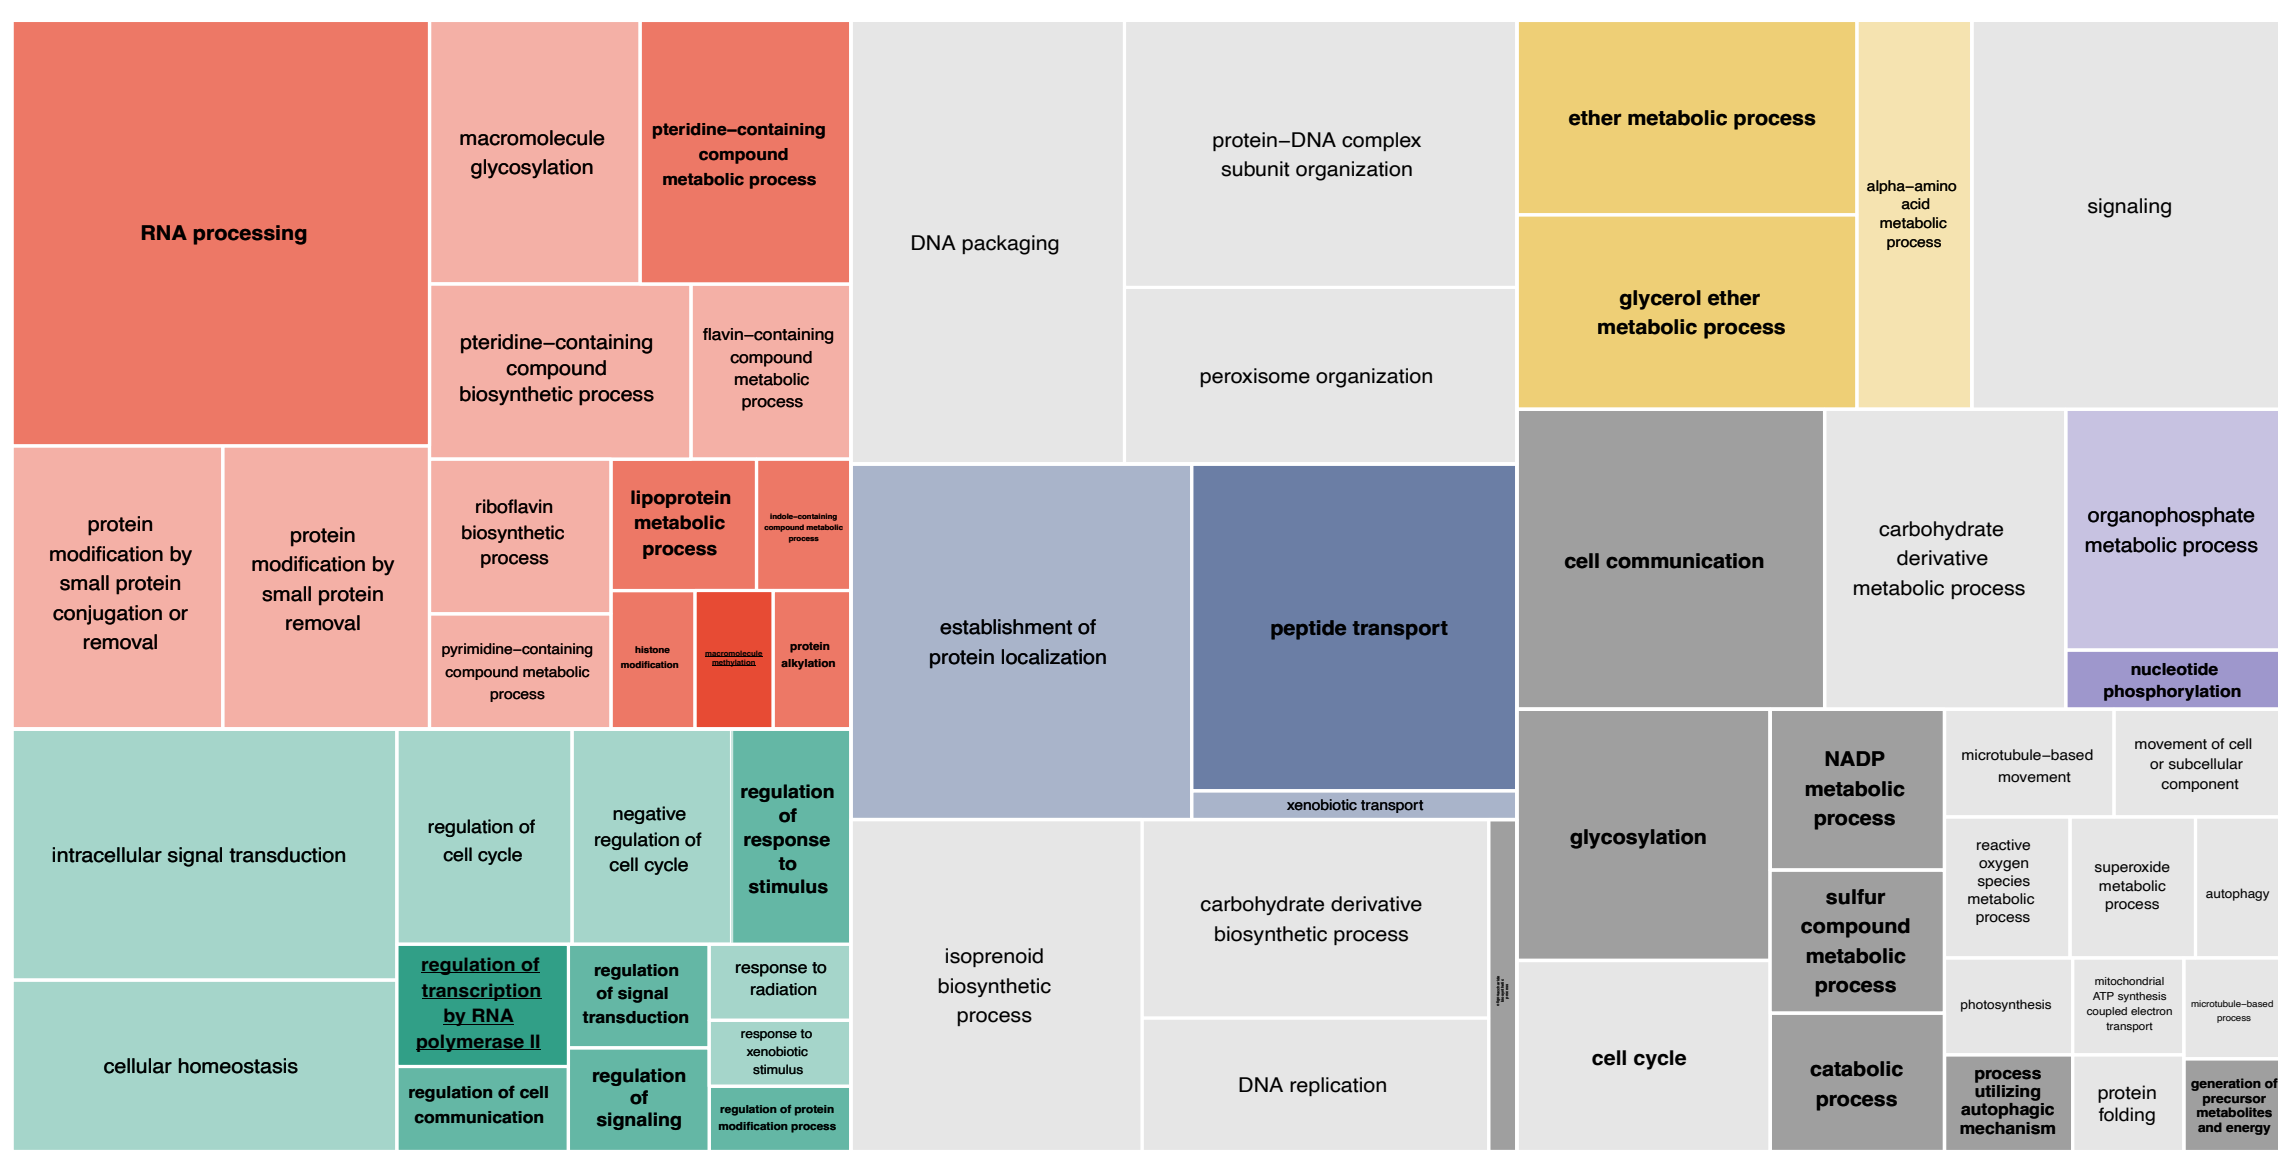 RNA processing
macromolecule
glycosylation
pteridine−containing
compound
metabolic process
pteridine−containing
compound
biosynthetic process
flavin−containing
compound
metabolic
process
protein
modification by
small protein
conjugation or
removal
protein
modification by
small protein
removal
riboflavin
biosynthetic
process
lipoprotein
metabolic
process
indole−containing
compound metabolic
process
pyrimidine−containing
compound metabolic
process
histone
modification
macromolecule
methylation
protein
alkylation
intracellular signal transduction
regulation of
cell cycle
negative
regulation of
cell cycle
regulation
of
response
to
stimulus
cellular homeostasis
regulation of
transcription
by RNA
polymerase II
regulation
of signal
transduction
response to
radiation
response to
xenobiotic
stimulus
regulation of cell
communication
regulation
of
signaling
regulation of protein
modification process
DNA packaging
protein−DNA complex
subunit organization
peroxisome organization
establishment of
protein localization
peptide transport
xenobiotic transport
isoprenoid
biosynthetic
process
carbohydrate derivative
biosynthetic process
DNA replication
ether metabolic process
glycerol ether
metabolic process
alpha−amino
acid
metabolic
process
signaling
cell communication
carbohydrate
derivative
metabolic process
organophosphate
metabolic process
nucleotide
phosphorylation
glycosylation
cell cycle
NADP
metabolic
process
sulfur
compound
metabolic
process
catabolic
process
microtubule−based
movement
movement of cell
or subcellular
component
reactive
oxygen
species
metabolic
process
superoxide
metabolic
process
autophagy
photosynthesis
mitochondrial
ATP synthesis
coupled electron
transport
microtubule−based
process
process
utilizing
autophagic
mechanism
protein
folding
generation of
precursor
metabolites
and energy